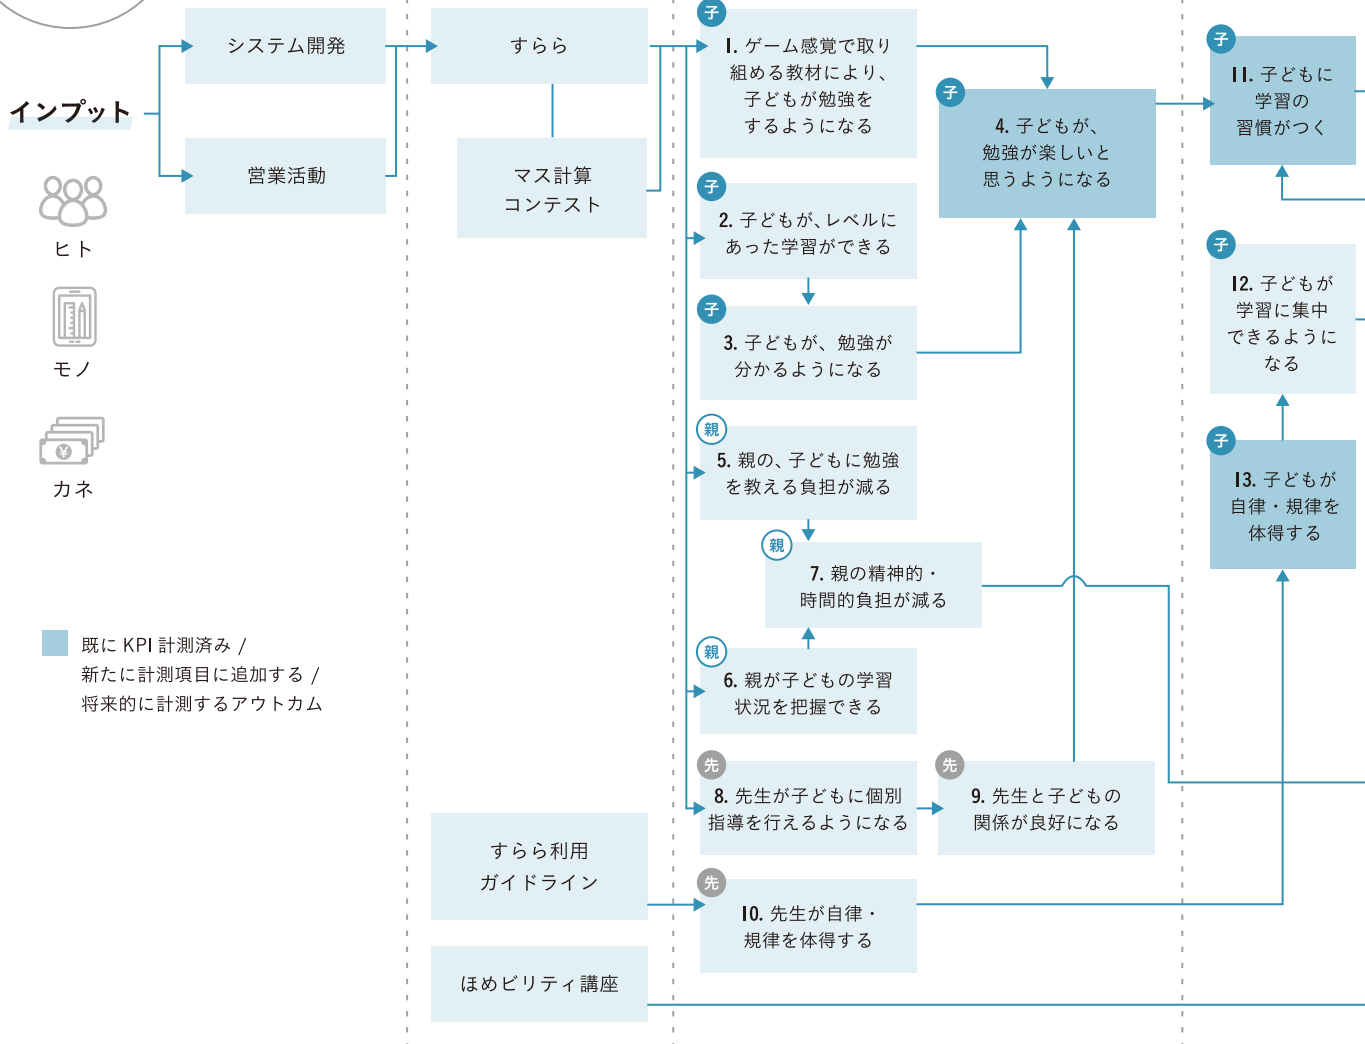 インプット
ヒト
モノ
¥
カネ
既に KPI 計測済み /
新たに計測項目に追加する /
将来的に計測するアウトカム
システム開発
営業活動
すらら
マス計算
コンテスト
すらら利用
ガイドライン
ほめビリティ講座
子
1. ゲーム感覚で取り
組める教材により、
子どもが勉強を
するようになる
子
2. 子どもが、レベルに
あった学習ができる
子
3. 子どもが、勉強が
分かるようになる
子
4. 子どもが、
勉強が楽しいと
思うようになる
親
5. 親の、子どもに勉強
を教える負担が減る
親
7. 親の精神的・
時間的負担が減る
親
6. 親が子どもの学習
状況を把握できる
先
8. 先生が子どもに個別
指導を行えるようになる
先
9. 先生と子どもの
関係が良好になる
先
10. 先生が自律・
規律を体得する
子
11. 子どもに
学習の
習慣がつく
子
12. 子どもが
学習に集中
できるように
なる
子
13. 子どもが
自律・規律を
体得する